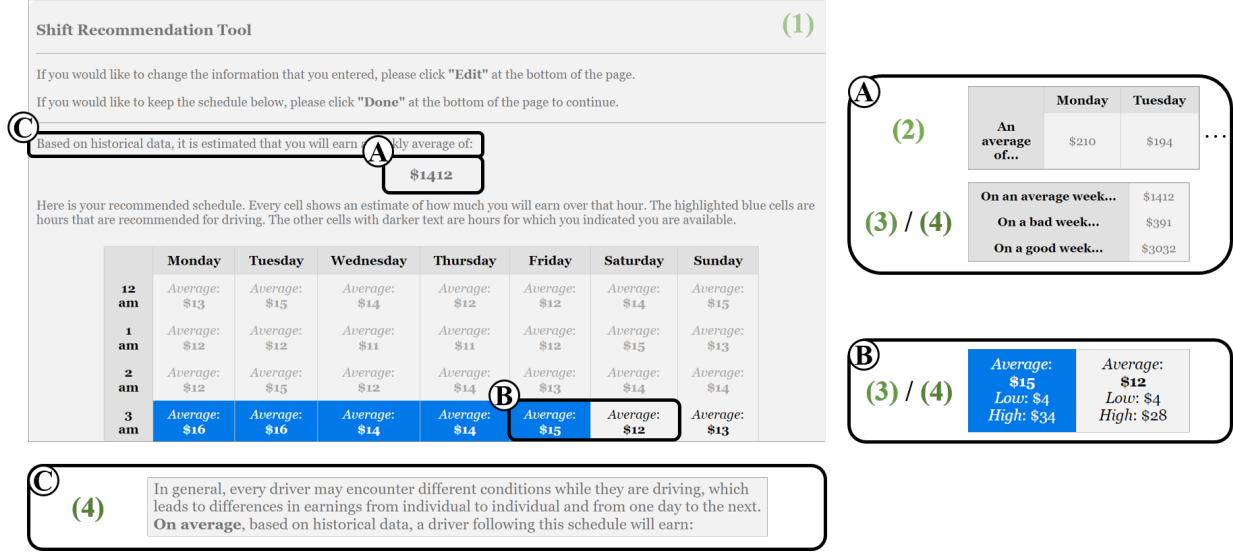 Shift Recommendation Tool
(1)
If you would like to change the information that you entered, please click "Edit" at the bottom of the page.
If you would like to keep the schedule below, please click "Done" at the bottom of the page to continue.
C
Based on historical data, it is estimated that you will earn a kly average of:
A
$1412
Here is your recommended schedule. Every cell shows an estimate of how much you will earn over that hour. The highlighted blue cells are
hours that are recommended for driving. The other cells with darker text are hours for which you indicated you are available.
Monday Tuesday Wednesday Thursday Friday Saturday Sunday
12 Average: Average: Average: Average: Average: Average: Average:
am $13 $15 $14 $12 $12 $14 $15
1 Average: Average: Average: Average: Average: Average: Average:
am $12 $12 $11 $11 $12 $15 $13
2 Average: Average: Average: Average: Average: Average: Average:
am $12 $15 $12 $14 $13 $14 $14
B
3 Average: Average: Average: Average: Average: Average: Average:
am $16 $16 $14 $14 $15 $12 $13
A
(2)
Monday Tuesday
An
average
of... $210 $194 ...
(3) / (4)
On an average week... $1412
On a bad week... $391
On a good week... $3032
B
(3) / (4)
Average: Average:
$15 $12
Low: $4 Low: $4
High: $34 High: $28
C
(4)
In general, every driver may encounter different conditions while they are driving, which
leads to differences in earnings from individual to individual and from one day to the next.
On average, based on historical data, a driver following this schedule will earn: